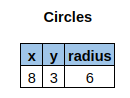 Circles
x y radius
8 3 6